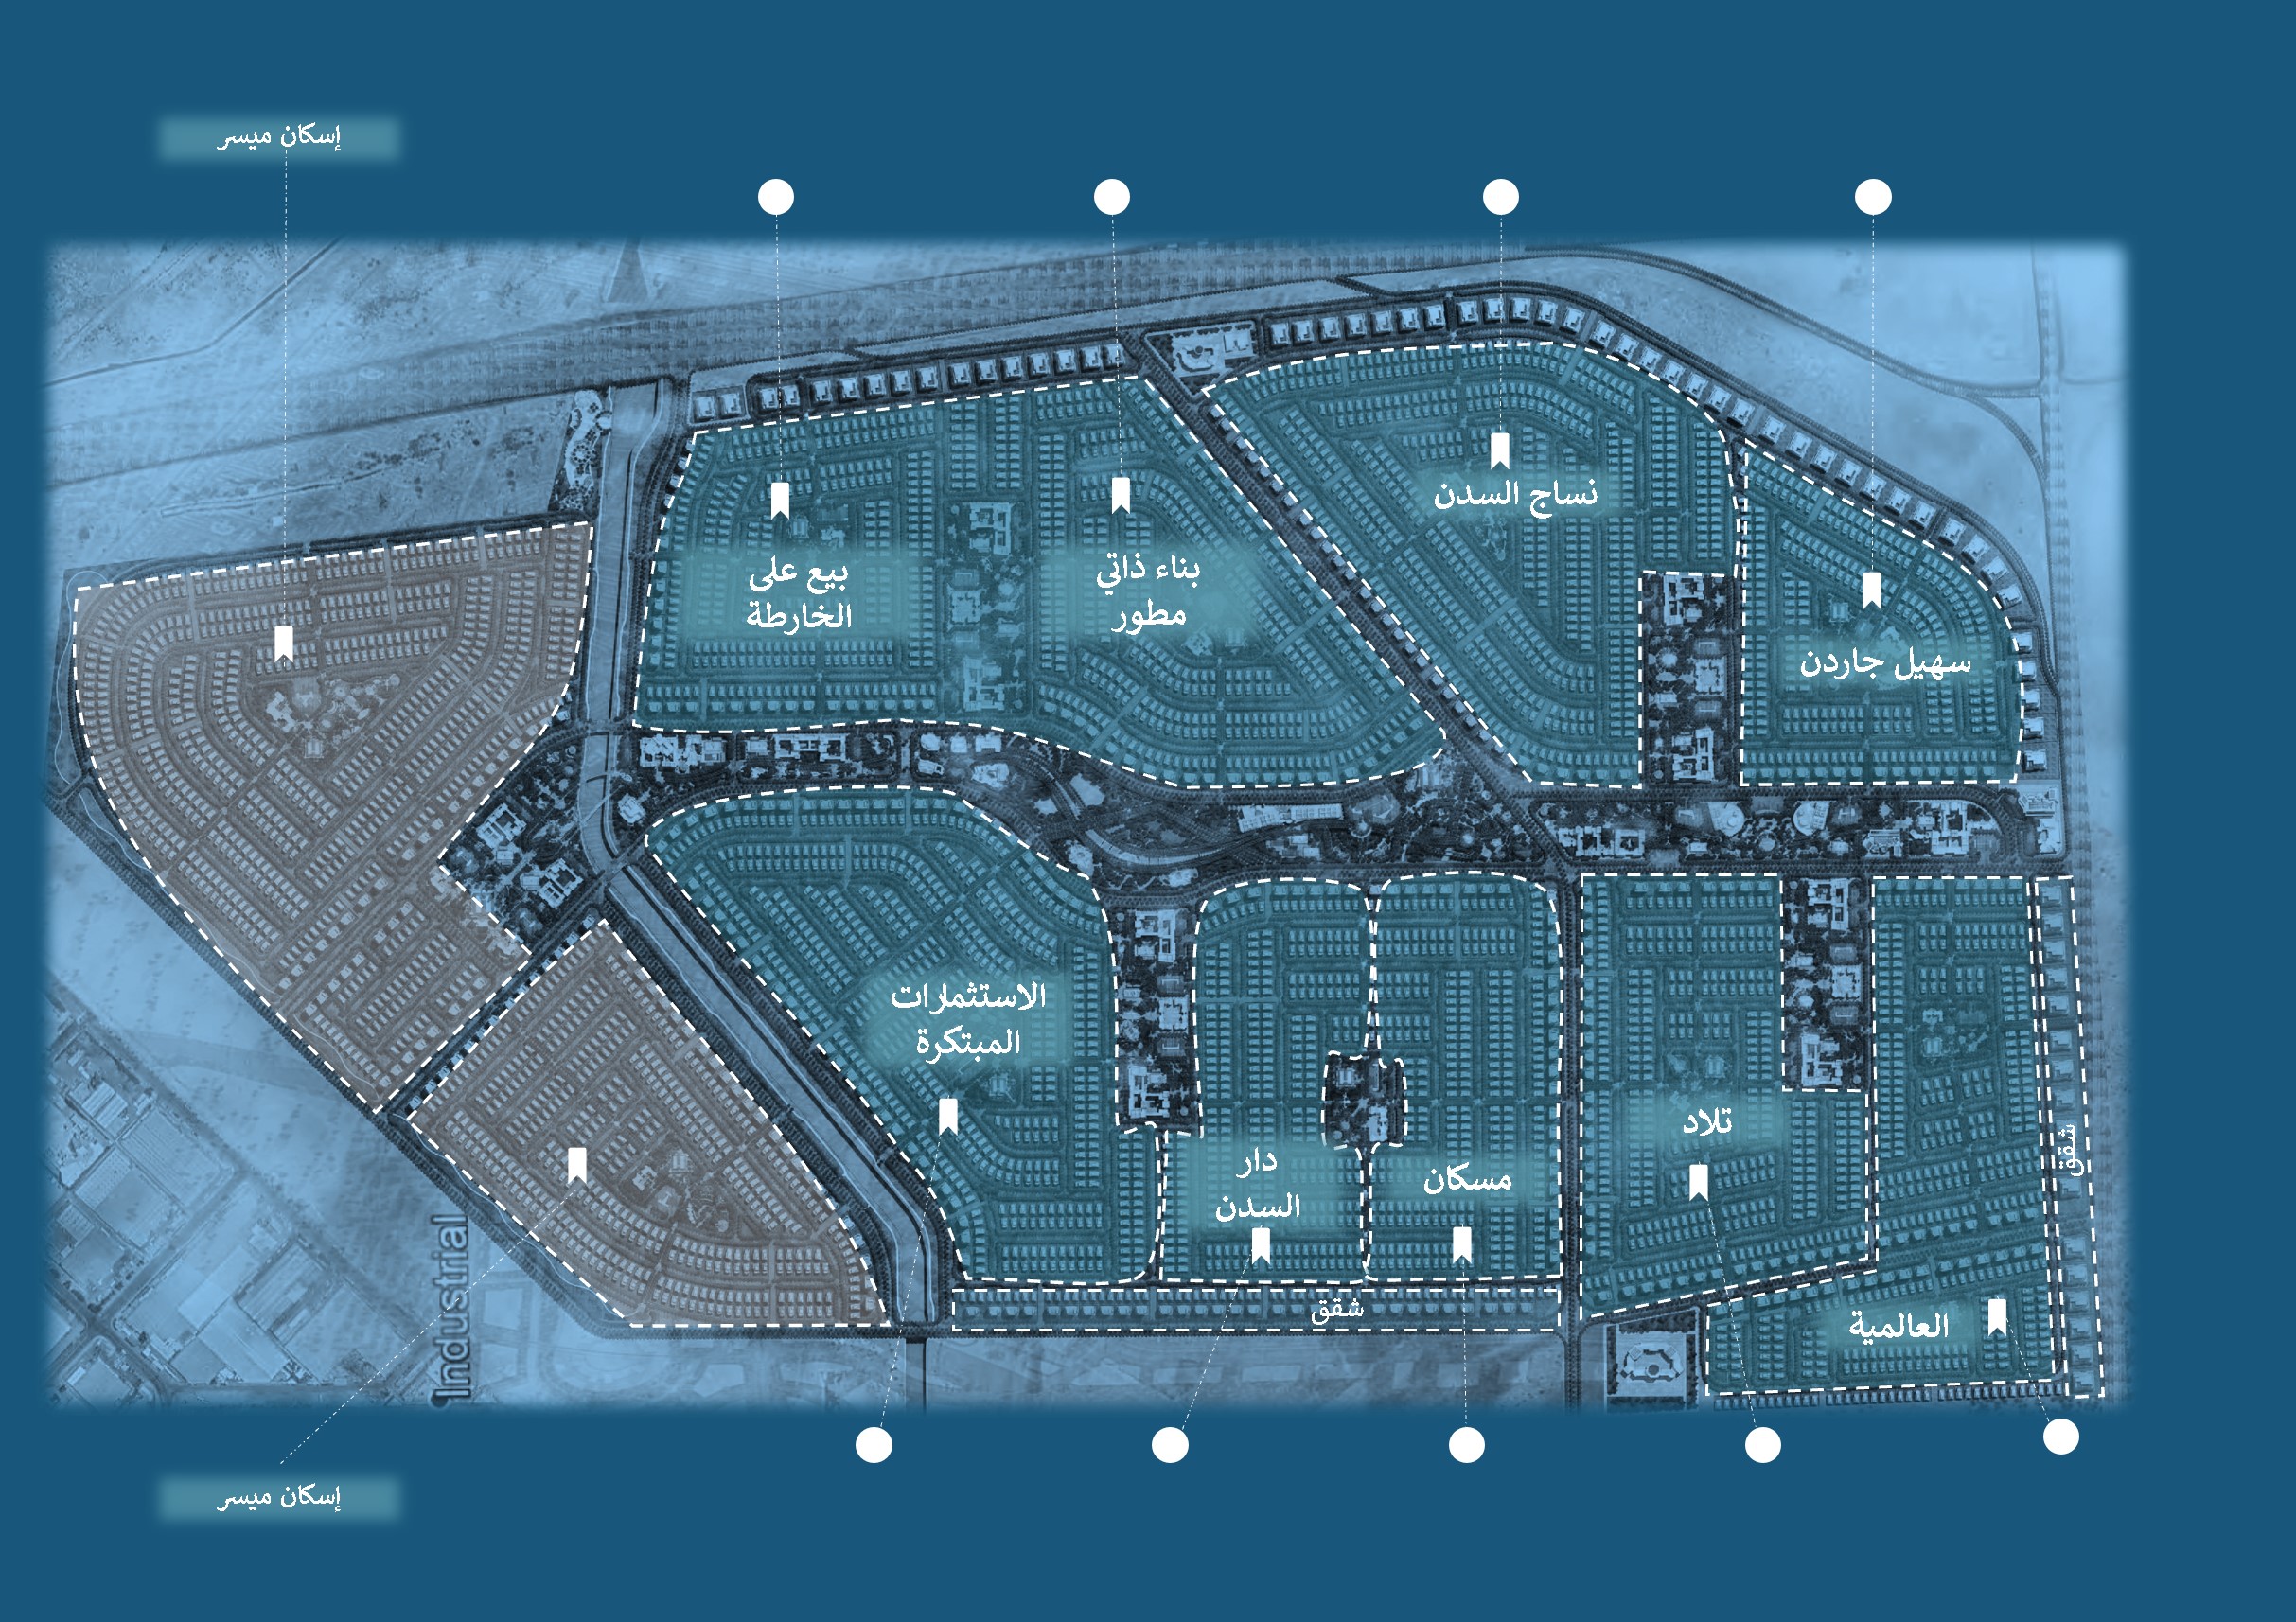 إسكان ميسر
نساج السدن
بيع على
الخارطة
بناء ذاتي
مطور
سهيل جاردن
الاستثمارات
المبتكرة
تلاد
دار
السدن
مسكان
شقق
شقق
العالمية
Industrial
إسكان ميسر